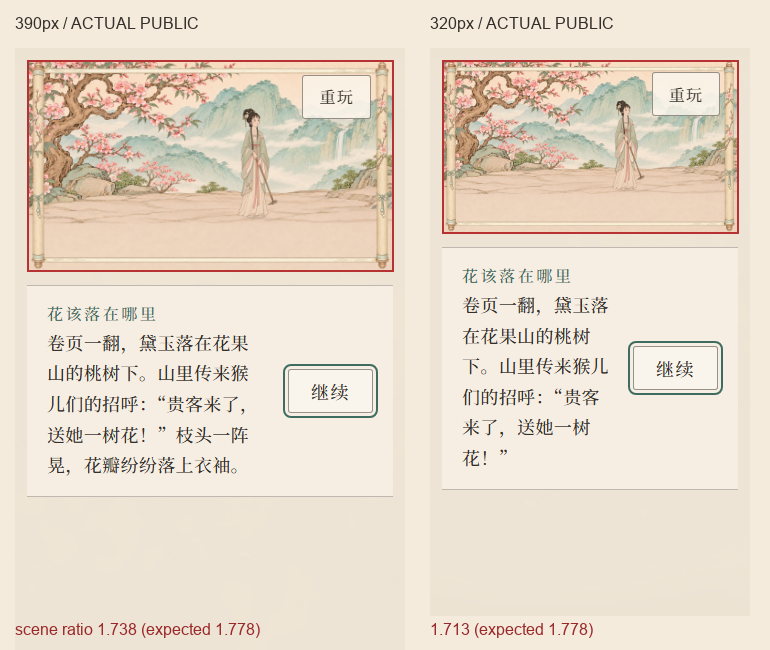 390px / ACTUAL PUBLIC
重玩
花该落在哪里
卷页一翻，黛玉落在花果
山的桃树下。山里传来猴
儿们的招呼：“贵客来了，
送她一树花！”枝头一阵
晃，花瓣纷纷落上衣袖。
继续
scene ratio 1.738 (expected 1.778)
320px / ACTUAL PUBLIC
重玩
花该落在哪里
卷页一翻，黛玉落
在花果山的桃树
下。山里传来猴儿
们的招呼：“贵客
来了，送她一树
花！”
继续
1.713 (expected 1.778)